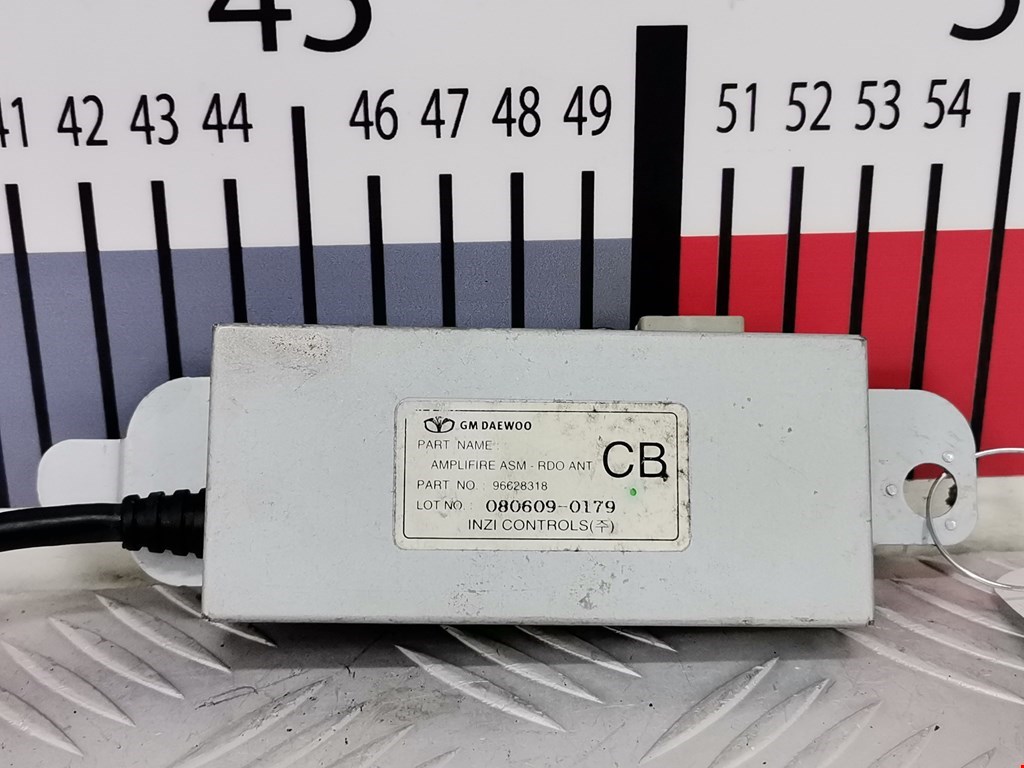 45
41 42 43 44 46 47 48 49 51 52 53 54
GM DAEWOO
PART NAME :
AMPLIFIRE ASM - RDO ANT
CB
PART NO. : 96628318
LOT NO. : 080609-0179
INZI CONTROLS(주)